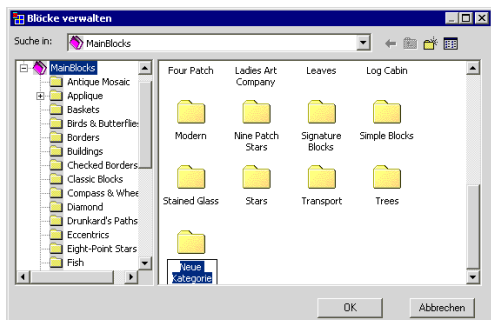 Blöcke verwalten
Suche in:
MainBlocks
MainBlocks
Antique Mosaic
Applique
Baskets
Birds & Butterflie
Borders
Buildings
Checked Borders
Classic Blocks
Compass & Whee
Diamond
Drunkard's Paths
Eccentrics
Eight-Point Stars
Fish
Four Patch
Ladies Art
Company
Leaves
Log Cabin
Modern
Nine Patch
Stars
Signature
Blocks
Simple Blocks
Stained Glass
Stars
Transport
Trees
Neue
Kategorie
OK
Abbrechen